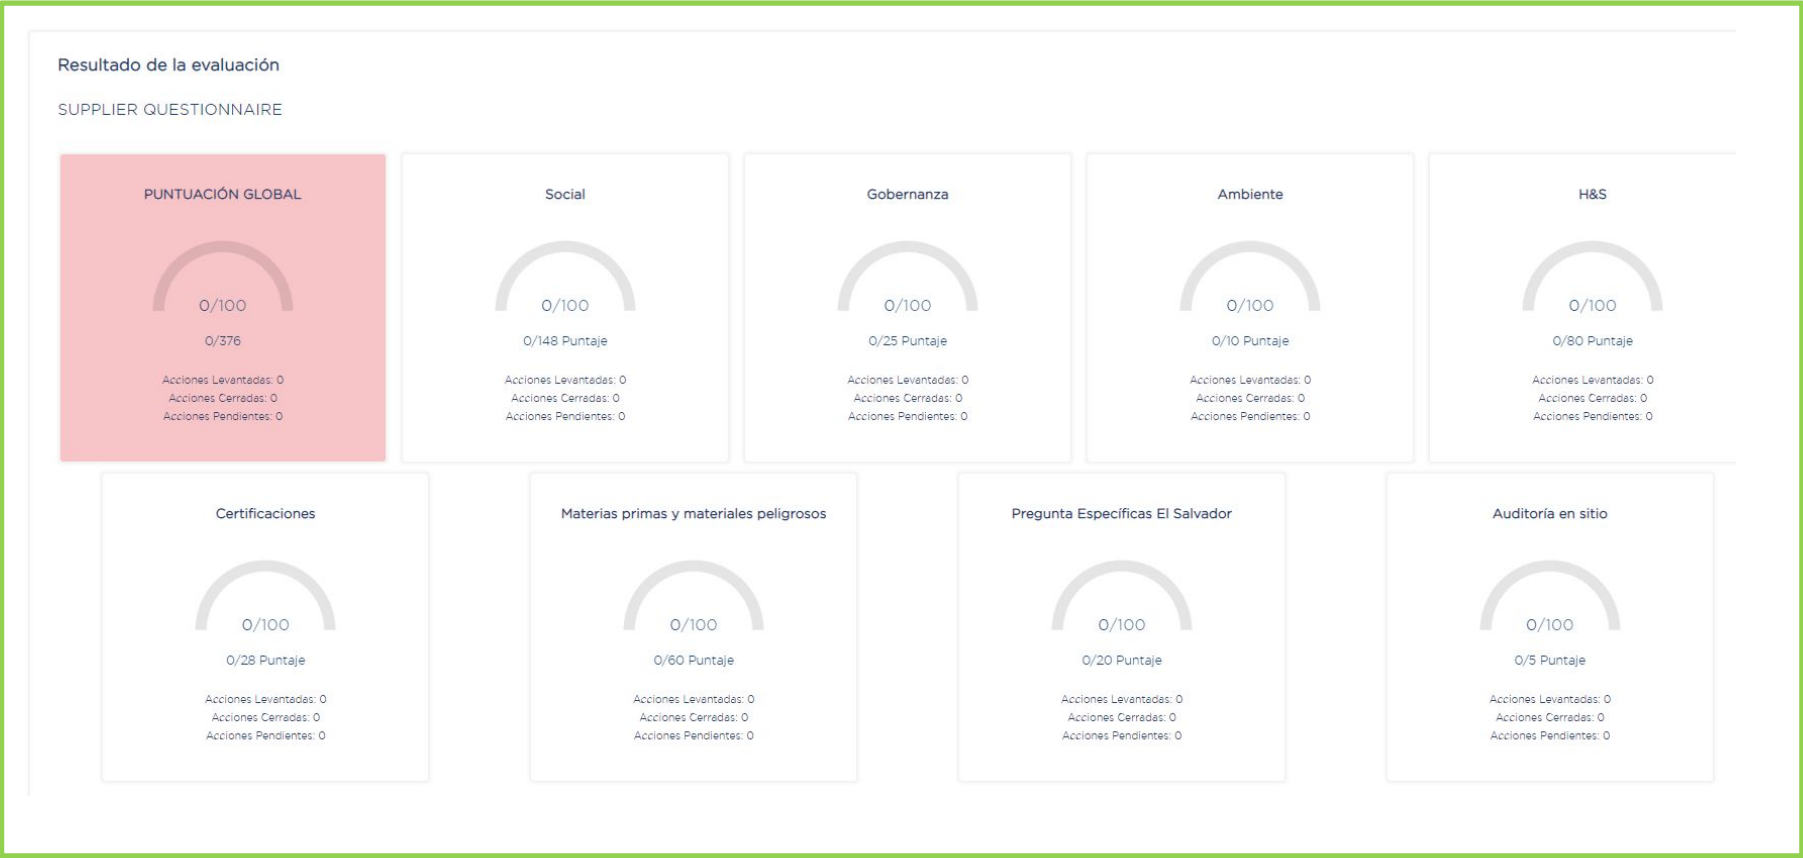 Resultado de la evaluación
SUPPLIER QUESTIONNAIRE
PUNTUACIÓN GLOBAL
0/100
0/376
Acciones Levantadas: 0
Acciones Cerradas: 0
Acciones Pendientes: 0
Social
0/100
0/148 Puntaje
Acciones Levantadas: 0
Acciones Cerradas: 0
Acciones Pendientes: 0
Gobernanza
0/100
0/25 Puntaje
Acciones Levantadas: 0
Acciones Cerradas: 0
Acciones Pendientes: 0
Ambiente
0/100
0/10 Puntaje
Acciones Levantadas: 0
Acciones Cerradas: 0
Acciones Pendientes: 0
H&S
0/100
0/80 Puntaje
Acciones Levantadas: 0
Acciones Cerradas: 0
Acciones Pendientes: 0
Certificaciones
0/100
0/28 Puntaje
Acciones Levantadas: 0
Acciones Cerradas: 0
Acciones Pendientes: 0
Materias primas y materiales peligrosos
0/100
0/60 Puntaje
Acciones Levantadas: 0
Acciones Cerradas: 0
Acciones Pendientes: 0
Pregunta Específicas El Salvador
0/100
0/20 Puntaje
Acciones Levantadas: 0
Acciones Cerradas: 0
Acciones Pendientes: 0
Auditoría en sitio
0/100
0/5 Puntaje
Acciones Levantadas: 0
Acciones Cerradas: 0
Acciones Pendientes: 0